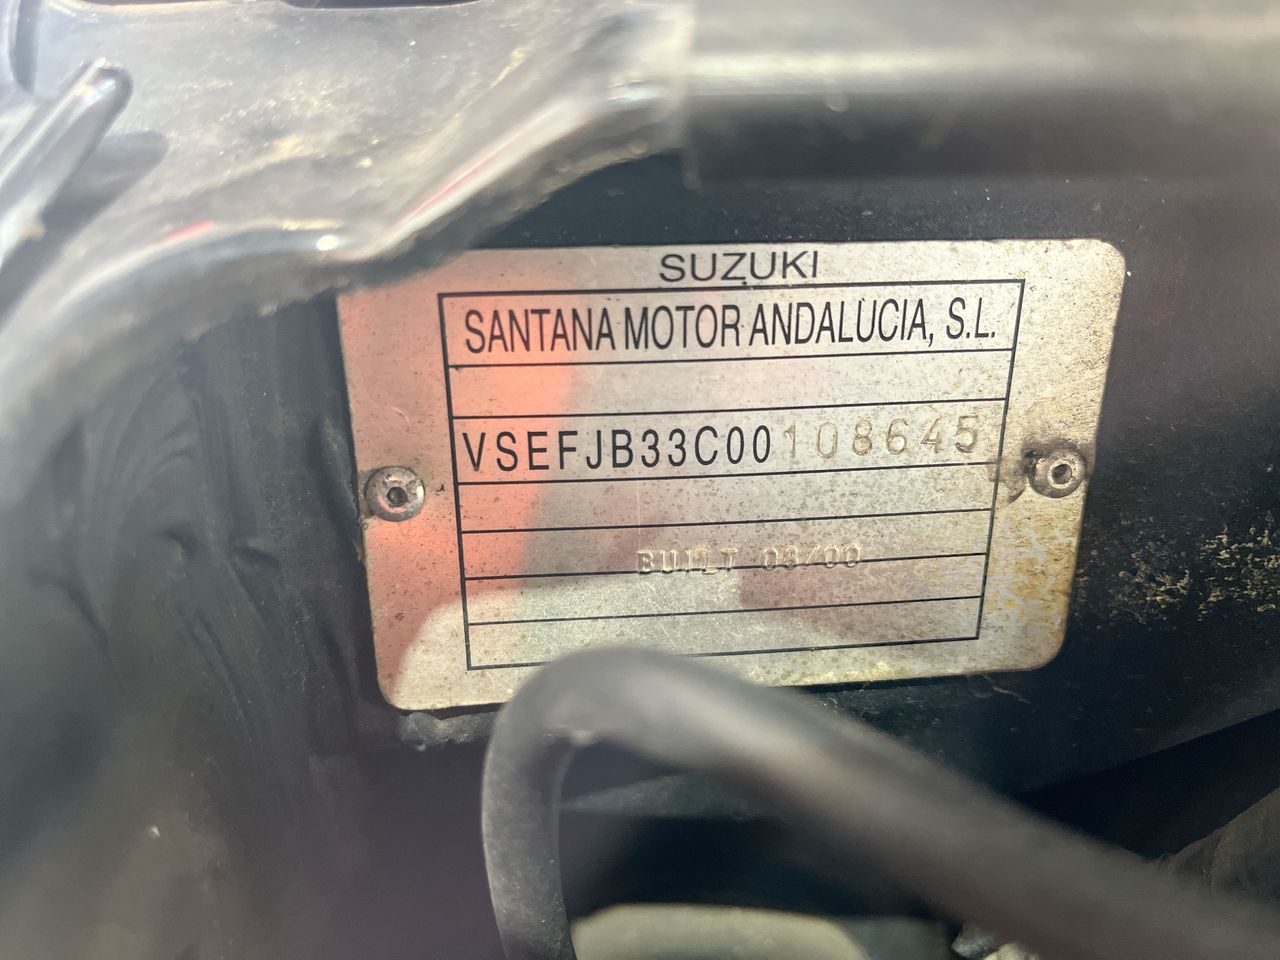 SUZUKI
SANTANA MOTOR ANDALUCIA, S.L.
VSEFJB33C00108645
BUILT 03/00